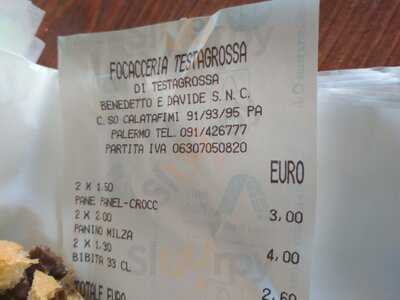 FOCACCERIA TESTAGROSSA
DI TESTAGROSSA
BENEDETTO E DAVIDE S.N.C.
C.SO CALATAFIMI 91/93/95 PA
PALERMO TEL. 091/426777
PARTITA IVA 06307050820
EURO
2 X 1.50
PANE PANEL-CROCC 3,00
2 X 2.00
PANINO MILZA 4,00
2 X 1.30
BIBITA 33 CL 2,60
TOTALE EURO